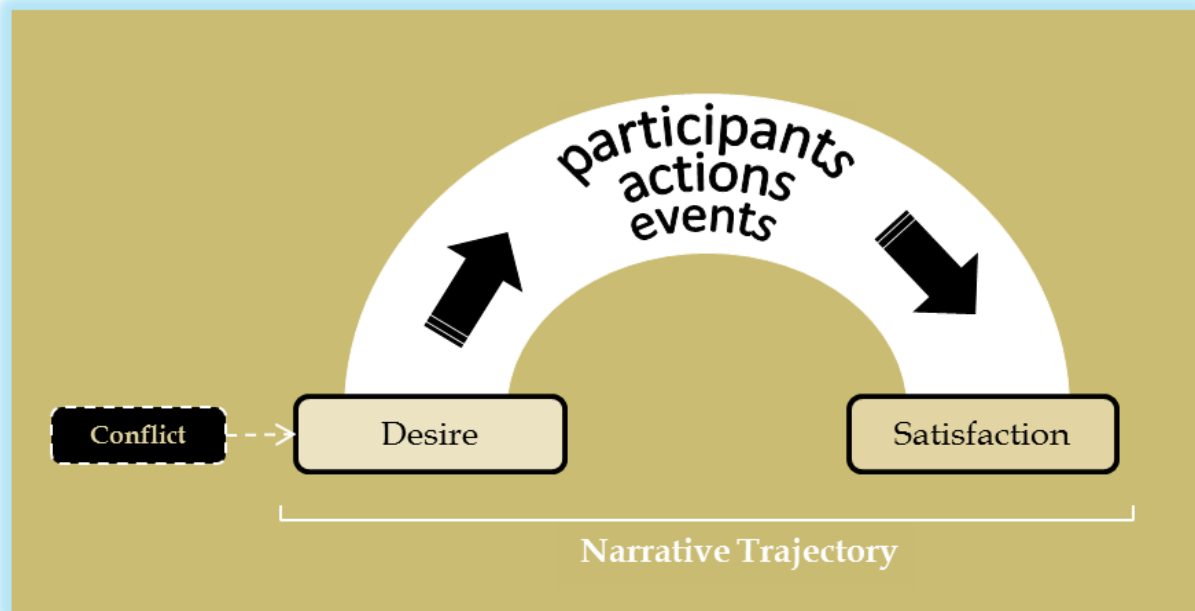 participants
actions
events
Conflict
Desire
Satisfaction
Narrative Trajectory